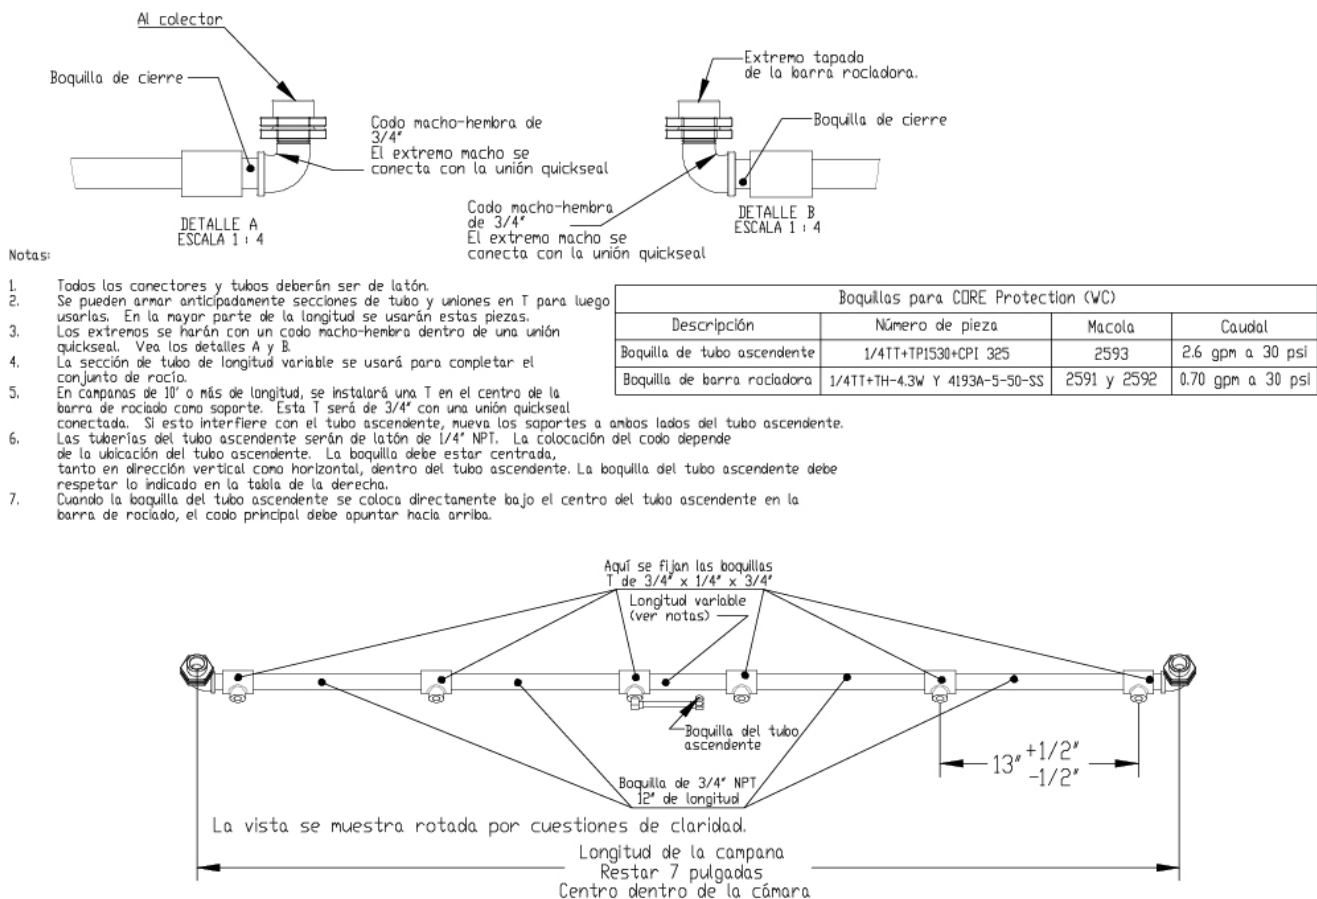 Al colector
Boquilla de cierre
Codo macho-hembra de
3/4"
El extremo macho se
conecta con la unión quickseal
DETALLE A
ESCALA 1 : 4
Extremo tapado
de la barra rociadora.
Boquilla de cierre
Codo macho-hembra
de 3/4"
El extremo macho se
conecta con la unión quickseal
DETALLE B
ESCALA 1 : 4
Notas:
1. Todos los conectores y tubos deberán ser de latón.
2. Se pueden armar anticipadamente secciones de tubo y uniones en T para luego
usarlas. En la mayor parte de la longitud se usarán estas piezas.
3. Los extremos se harán con un codo macho-hembra dentro de una unión
quickseal. Vea los detalles A y B.
4. La sección de tubo de longitud variable se usará para completar el
conjunto de rocío.
5. En campanas de 10' o más de longitud, se instalará una T en el centro de la
barra de rociado como soporte. Esta T será de 3/4" con una unión quickseal
conectada. Si esto interfiere con el tubo ascendente, mueva los soportes a ambos lados del tubo ascendente.
6. Las tuberías del tubo ascendente serán de latón de 1/4" NPT. La colocación del codo depende
de la ubicación del tubo ascendente. La boquilla debe estar centrada,
tanto en dirección vertical como horizontal, dentro del tubo ascendente. La boquilla del tubo ascendente debe
respetar lo indicado en la tabla de la derecha.
7. Cuando la boquilla del tubo ascendente se coloca directamente bajo el centro del tubo ascendente en la
barra de rociado, el codo principal debe apuntar hacia arriba.
Boquillas para CORE Protection (WC)
Descripción Número de pieza Macola Caudal
Boquilla de tubo ascendente 1/4TT+TP1530+CPI 325 2593 2.6 gpm a 30 psi
Boquilla de barra rociadora 1/4TT+TH-4.3W Y 4193A-5-50-SS 2591 y 2592 0.70 gpm a 30 psi
Aquí se fijan las boquillas
T de 3/4" x 1/4" x 3/4"
Longitud variable
(ver notas)
Boquilla del tubo
ascendente
13" +1/2"
-1/2"
Boquilla de 3/4" NPT
12" de longitud
La vista se muestra rotada por cuestiones de claridad.
Longitud de la campana
Restar 7 pulgadas
Centro dentro de la cámara